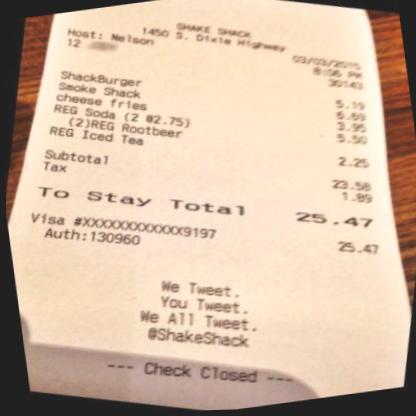 SHAKE SHACK
1450 S. Dixie Highway
Host: Nelson 03/03/2015
12 8:06 PM
30143
ShackBurger 5.19
Smoke Shack 6.69
cheese fries 3.95
REG Soda (2 @2.75) 5.50
(2)REG Rootbeer
REG Iced Tea 2.25
Subtotal 23.58
Tax 1.89
To Stay Total 25.47
Visa #XXXXXXXXXXXX9197 25.47
Auth:130960
We Tweet.
You Tweet.
We All Tweet.
@ShakeShack
--- Check Closed ---